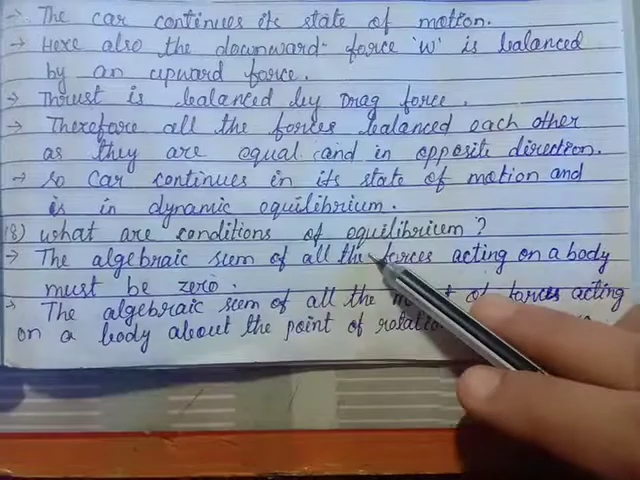 → The car continues its state of motion.
→ Here also the downward force 'W' is balanced
by an upward force.
→ Thrust is balanced by Drag force.
→ Therefore all the forces balanced each other
as they are equal and in opposite direction.
→ so car continues in its state of motion and
is in dynamic equilibrium.
18) what are conditions of equilibrium?
→ The algebraic sum of all the forces acting on a body
must be zero.
→ The algebraic sum of all the of forces acting
on a body about the point of